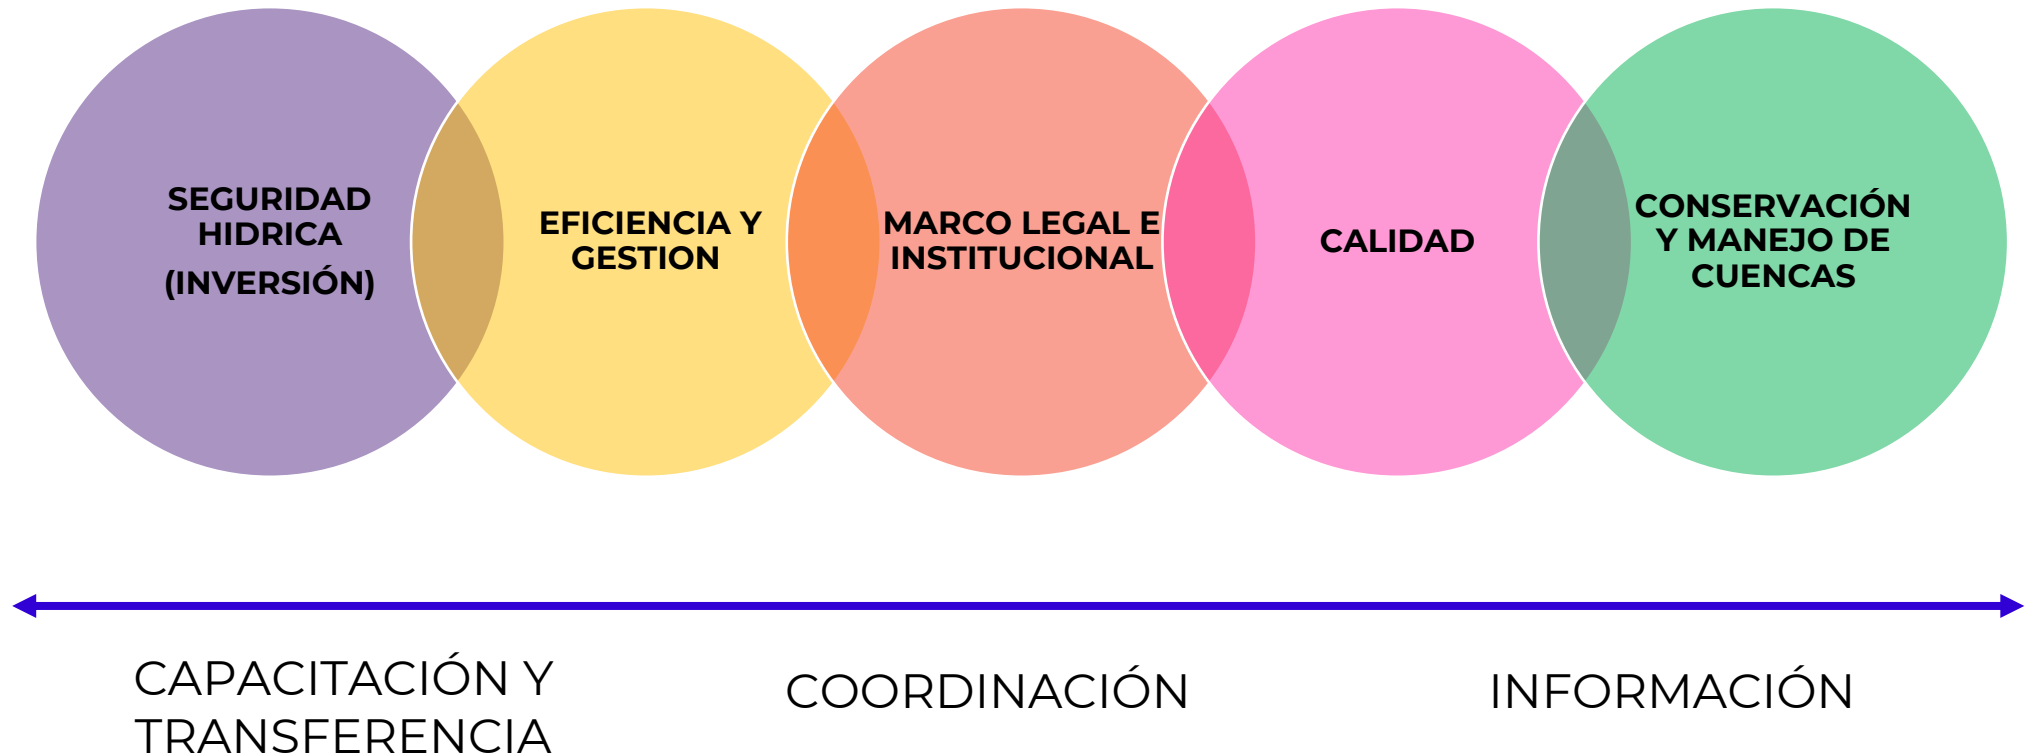 SEGURIDAD
HIDRICA
(INVERSIÓN)
EFICIENCIA Y
GESTION
MARCO LEGAL E
INSTITUCIONAL
CALIDAD
CONSERVACIÓN
Y MANEJO DE
CUENCAS
CAPACITACIÓN Y
TRANSFERENCIA
COORDINACIÓN
INFORMACIÓN